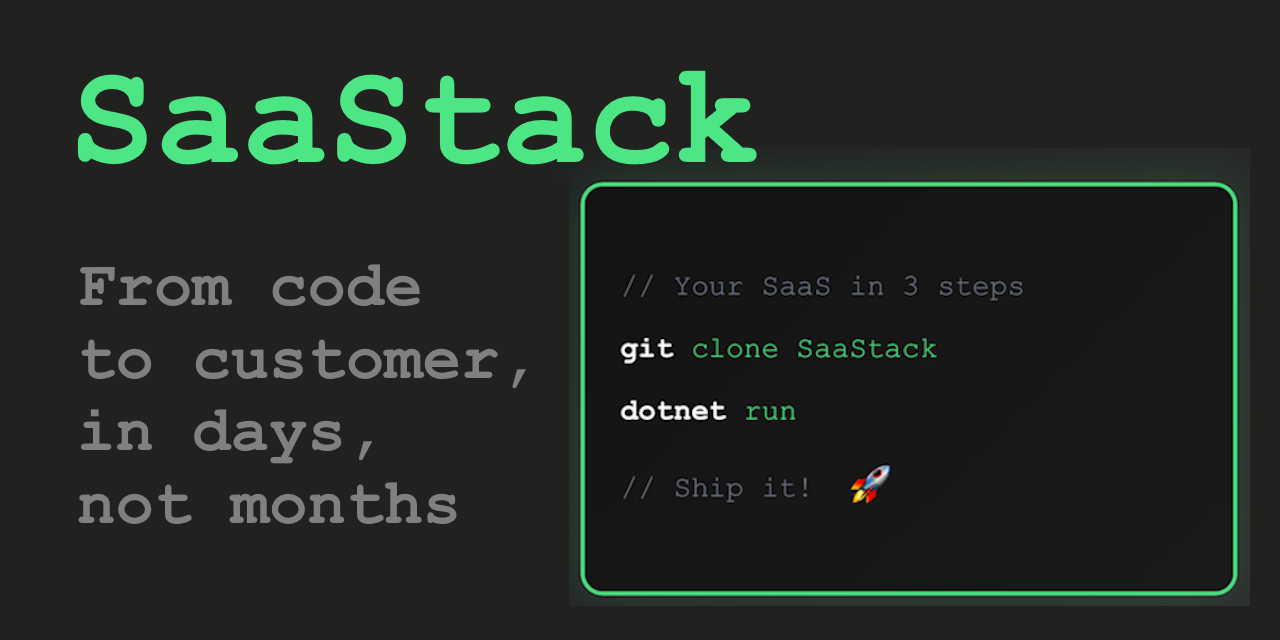 SaaStack
From code
to customer,
in days,
not months
// Your SaaS in 3 steps
git clone SaaStack
dotnet run
// Ship it! 🚀